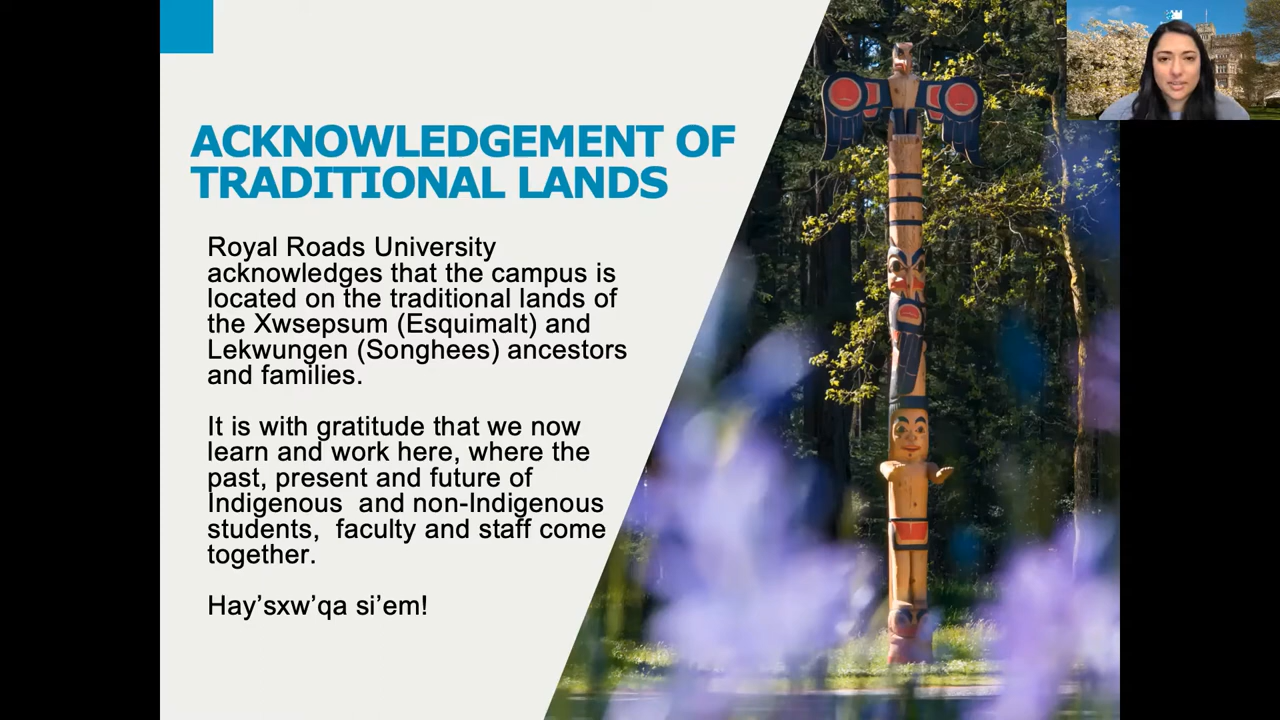 ACKNOWLEDGEMENT OF
TRADITIONAL LANDS
Royal Roads University
acknowledges that the campus is
located on the traditional lands of
the Xwsepsum (Esquimalt) and
Lekwungen (Songhees) ancestors
and families.
It is with gratitude that we now
learn and work here, where the
past, present and future of
Indigenous  and non-Indigenous
students,  faculty and staff come
together.
Hay’sxw’qa si’em!